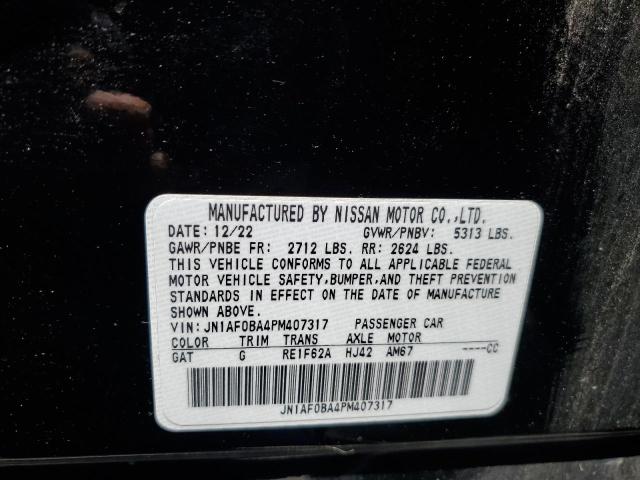 MANUFACTURED BY NISSAN MOTOR CO.,LTD.
DATE: 12/22 GVWR/PNBV: 5313 LBS.
GAWR/PNBE FR: 2712 LBS. RR: 2624 LBS.
THIS VEHICLE CONFORMS TO ALL APPLICABLE FEDERAL
MOTOR VEHICLE SAFETY,BUMPER,AND THEFT PREVENTION
STANDARDS IN EFFECT ON THE DATE OF MANUFACTURE
SHOWN ABOVE.
VIN: JN1AF0BA4PM407317 PASSENGER CAR
COLOR TRIM TRANS AXLE MOTOR
GAT G RE1F62A HJ42 AM67 ----CC
JN1AF0BA4PM407317